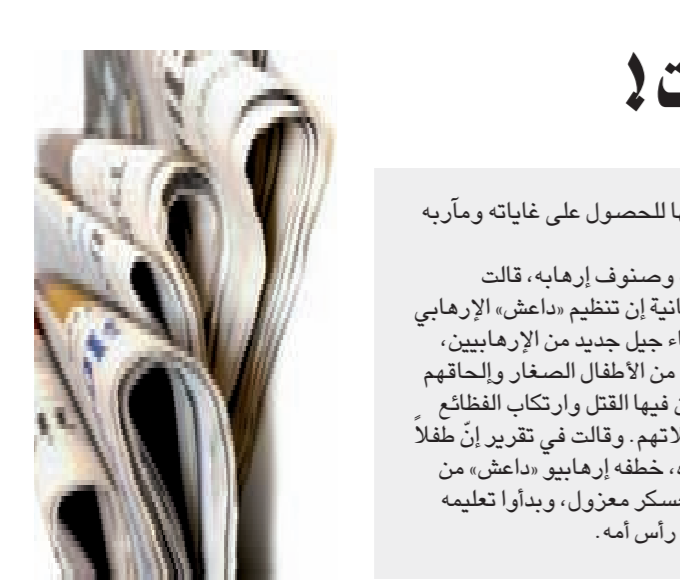 ت!
ها للحصول على غاياته ومآربه
وصنوف إرهابه، قالت
انية إن تنظيم «داعش» الإرهابي
اء جيل جديد من الإرهابيين،
من الأطفال الصغار وإلحاقهم
ن فيها القتل وارتكاب الفظائع
لاتهم. وقالت في تقرير إنّ طفلاً
ه، خطفه إرهابيو «داعش» من
عسكر معزول، وبدأوا تعليمه
رأس أمه.